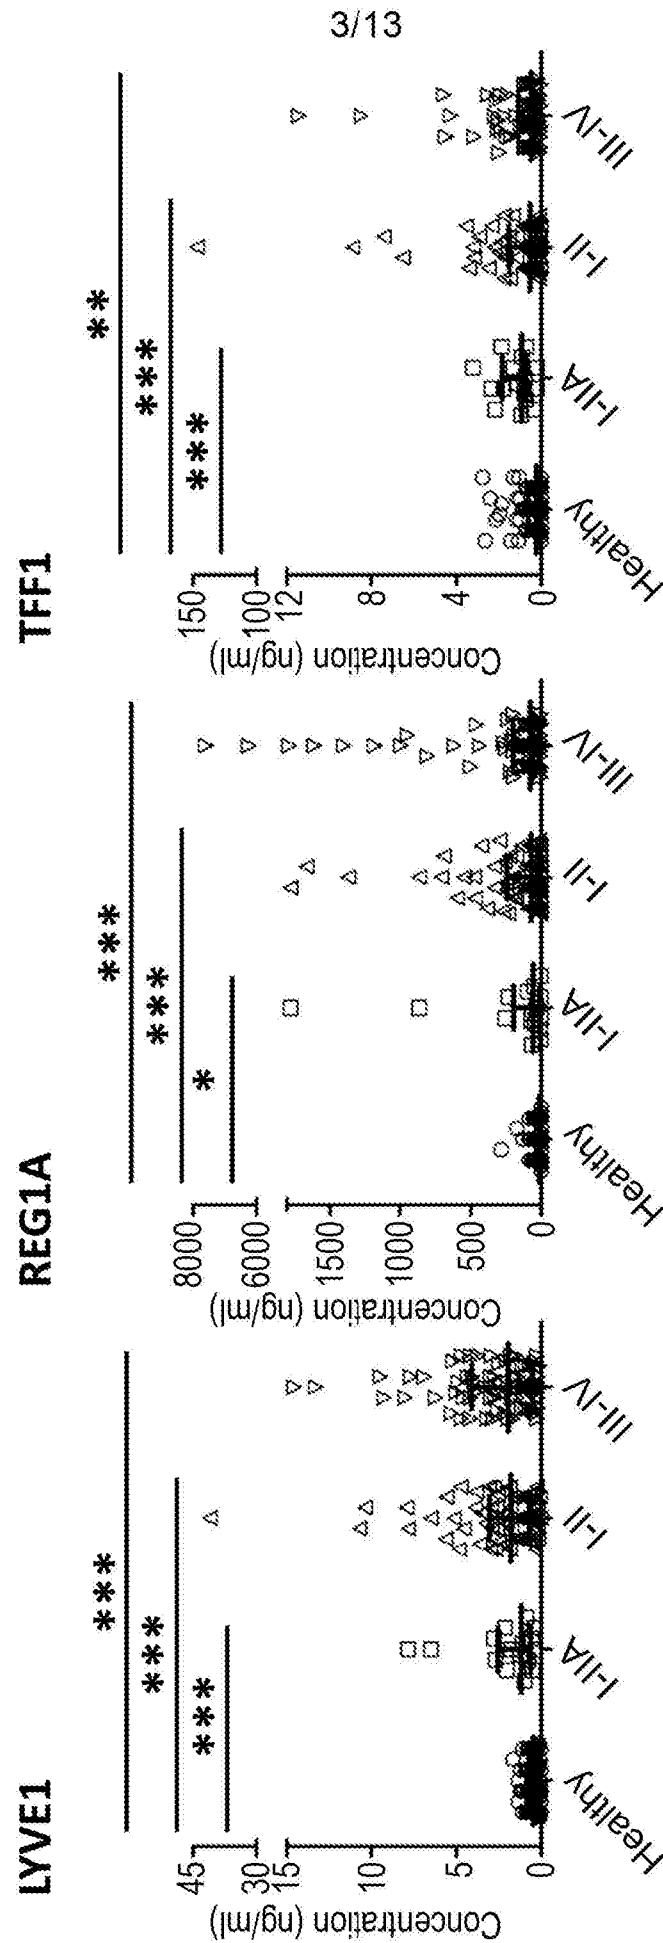 3/13
LYVE1
***
***
***
Concentration (ng/ml)
45
30
15
10
5
0
Healthy
I-IIA
I-II
III-IV
REG1A
***
***
*
Concentration (ng/ml)
8000
6000
1500
1000
500
0
Healthy
I-IIA
I-II
III-IV
TFF1
**
***
***
Concentration (ng/ml)
150
100
12
8
4
0
Healthy
I-IIA
I-II
III-IV